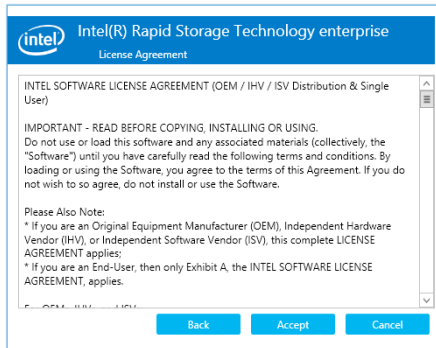 intel
Intel(R) Rapid Storage Technology enterprise
License Agreement
INTEL SOFTWARE LICENSE AGREEMENT (OEM / IHV / ISV Distribution & Single
User)
IMPORTANT - READ BEFORE COPYING, INSTALLING OR USING.
Do not use or load this software and any associated materials (collectively, the
"Software") until you have carefully read the following terms and conditions. By
loading or using the Software, you agree to the terms of this Agreement. If you do
not wish to so agree, do not install or use the Software.
Please Also Note:
* If you are an Original Equipment Manufacturer (OEM), Independent Hardware
Vendor (IHV), or Independent Software Vendor (ISV), this complete LICENSE
AGREEMENT applies;
* If you are an End-User, then only Exhibit A, the INTEL SOFTWARE LICENSE
AGREEMENT, applies.
Back Accept Cancel